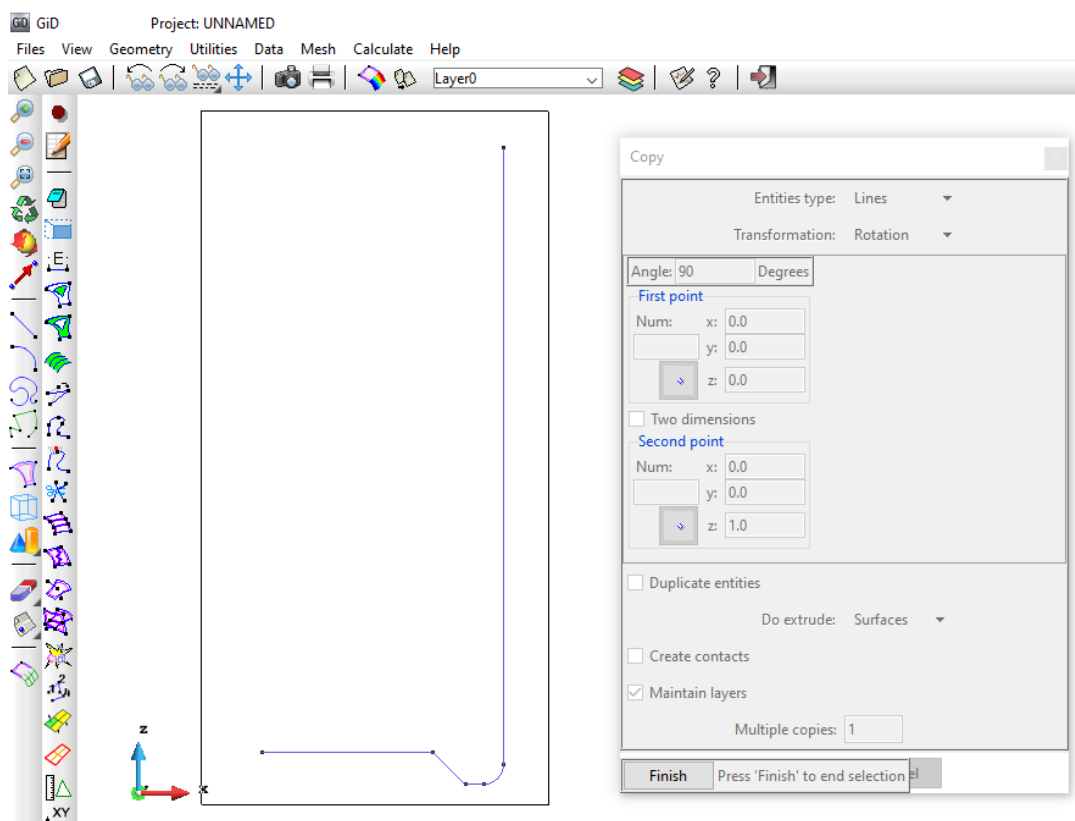 GiD GiD Project: UNNAMED
Files View Geometry Utilities Data Mesh Calculate Help
Layer0
?
E
Copy
x
Entities type: Lines
Transformation: Rotation
Angle: 90 Degrees
First point
Num: x: 0.0
y: 0.0
z: 0.0
Two dimensions
Second point
Num: x: 0.0
y: 0.0
z: 1.0
Duplicate entities
Do extrude: Surfaces
Create contacts
Maintain layers
Multiple copies: 1
Finish Press 'Finish' to end selection
z
x
XY